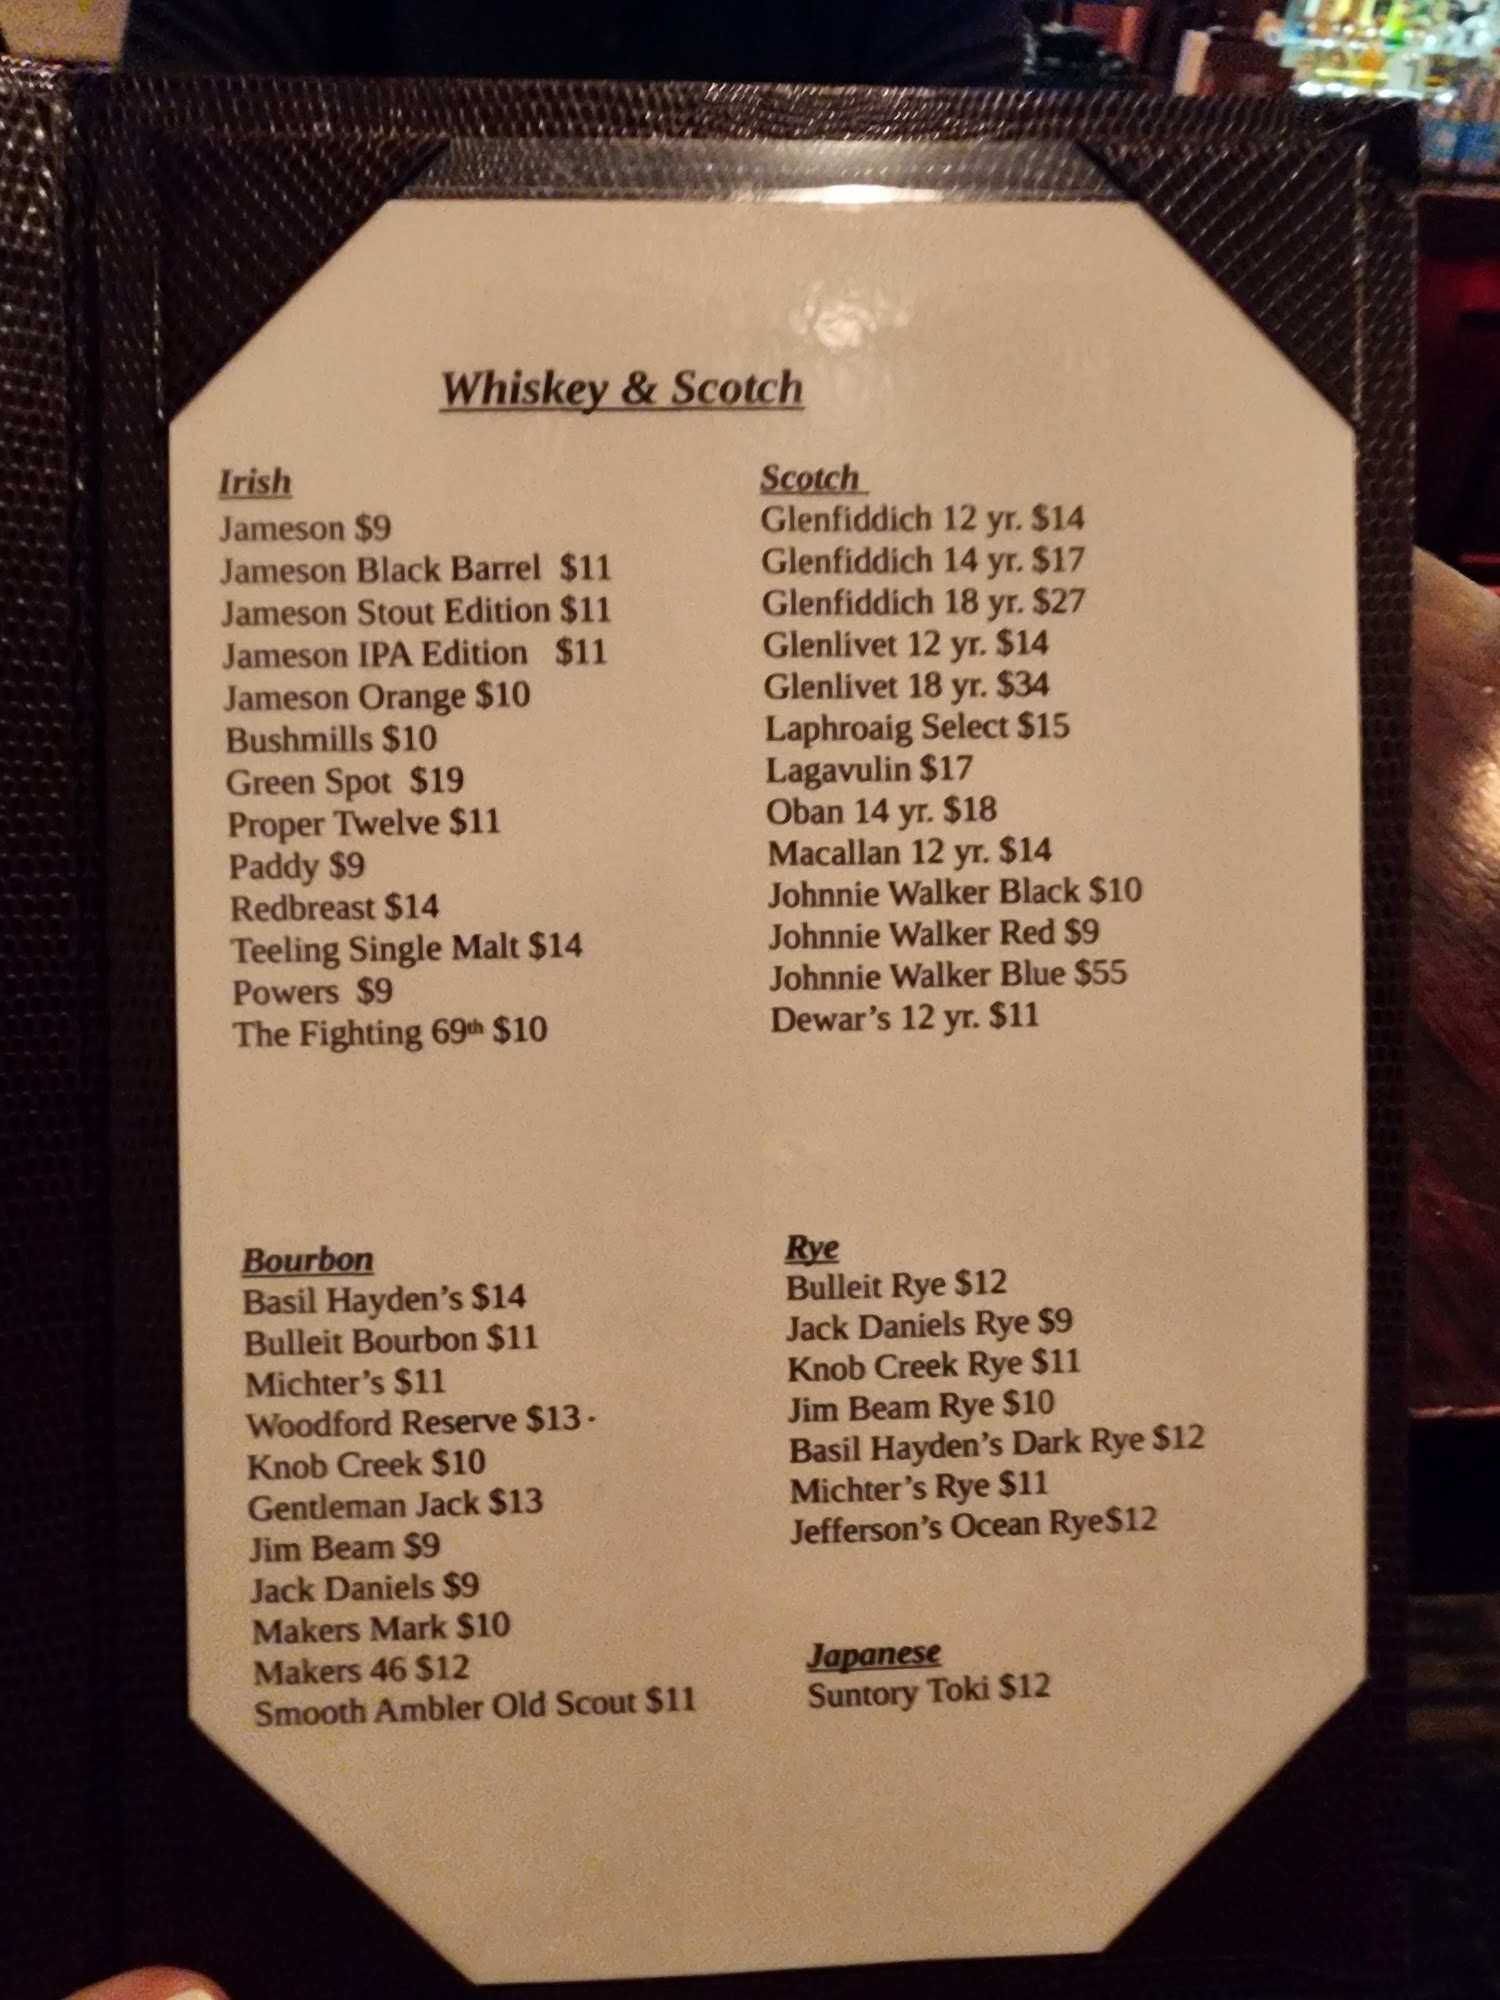 Whiskey & Scotch
Irish
Jameson $9
Jameson Black Barrel $11
Jameson Stout Edition $11
Jameson IPA Edition $11
Jameson Orange $10
Bushmills $10
Green Spot $19
Proper Twelve $11
Paddy $9
Redbreast $14
Teeling Single Malt $14
Powers $9
The Fighting 69th $10
Scotch
Glenfiddich 12 yr. $14
Glenfiddich 14 yr. $17
Glenfiddich 18 yr. $27
Glenlivet 12 yr. $14
Glenlivet 18 yr. $34
Laphroaig Select $15
Lagavulin $17
Oban 14 yr. $18
Macallan 12 yr. $14
Johnnie Walker Black $10
Johnnie Walker Red $9
Johnnie Walker Blue $55
Dewar's 12 yr. $11
Bourbon
Basil Hayden's $14
Bulleit Bourbon $11
Michter's $11
Woodford Reserve $13
Knob Creek $10
Gentleman Jack $13
Jim Beam $9
Jack Daniels $9
Makers Mark $10
Makers 46 $12
Smooth Ambler Old Scout $11
Rye
Bulleit Rye $12
Jack Daniels Rye $9
Knob Creek Rye $11
Jim Beam Rye $10
Basil Hayden's Dark Rye $12
Michter's Rye $11
Jefferson's Ocean Rye$12
Japanese
Suntory Toki $12